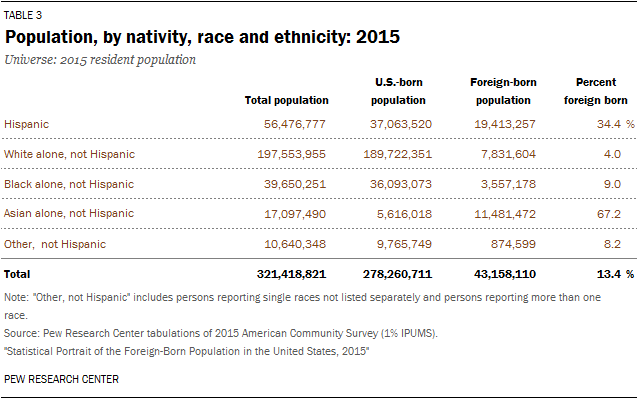 TABLE 3
Population, by nativity, race and ethnicity: 2015
Universe: 2015 resident population
Total population U.S.-born population Foreign-born population Percent foreign born
Hispanic 56,476,777 37,063,520 19,413,257 34.4 %
White alone, not Hispanic 197,553,955 189,722,351 7,831,604 4.0
Black alone, not Hispanic 39,650,251 36,093,073 3,557,178 9.0
Asian alone, not Hispanic 17,097,490 5,616,018 11,481,472 67.2
Other, not Hispanic 10,640,348 9,765,749 874,599 8.2
Total 321,418,821 278,260,711 43,158,110 13.4 %
Note: "Other, not Hispanic" includes persons reporting single races not listed separately and persons reporting more than one
race.
Source: Pew Research Center tabulations of 2015 American Community Survey (1% IPUMS).
"Statistical Portrait of the Foreign-Born Population in the United States, 2015"
PEW RESEARCH CENTER